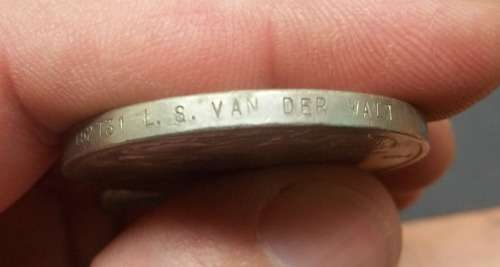 L. S. VAN DER WALT